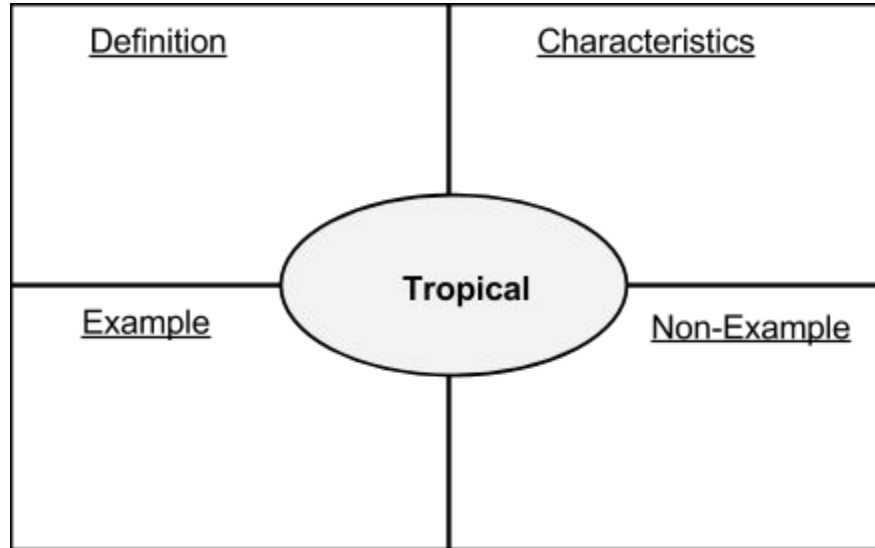 Definition
Characteristics
Tropical
Example
Non-Example